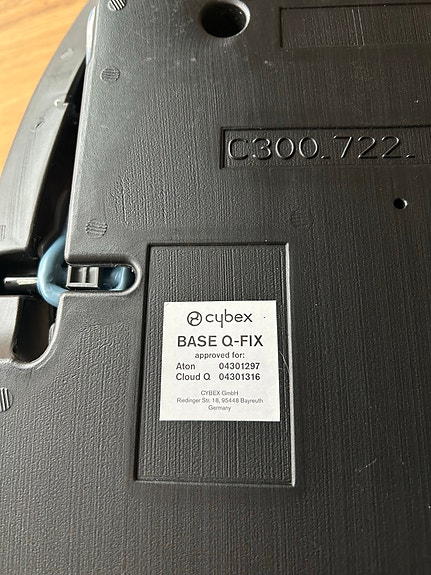 C300.722.
cybex
BASE Q-FIX
approved for:
Aton 04301297
Cloud Q 04301316
CYBEX GmbH
Riedinger Str. 18, 95448 Bayreuth
Germany